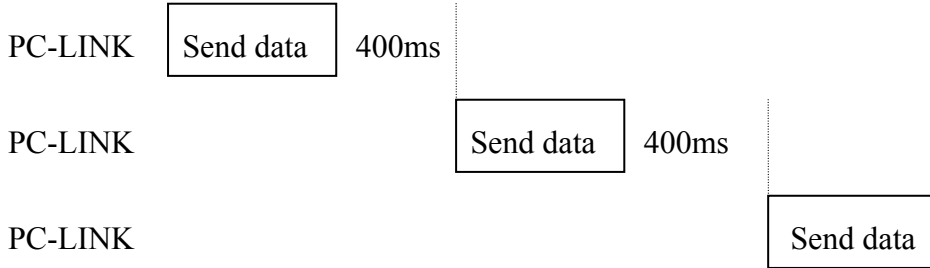 PC-LINK Send data 400ms
PC-LINK Send data 400ms
PC-LINK Send data